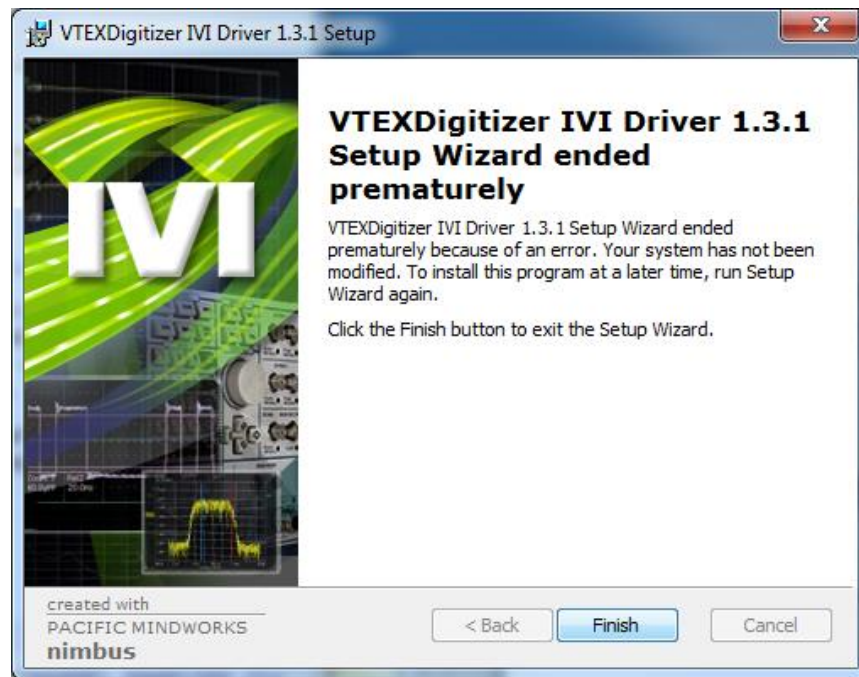 VTEXDigitizer IVI Driver 1.3.1 Setup
IVI
VTEXDigitizer IVI Driver 1.3.1
Setup Wizard ended
prematurely
VTEXDigitizer IVI Driver 1.3.1 Setup Wizard ended
prematurely because of an error. Your system has not been
modified. To install this program at a later time, run Setup
Wizard again.
Click the Finish button to exit the Setup Wizard.
created with
PACIFIC MINDWORKS
nimbus
< Back
Finish
Cancel